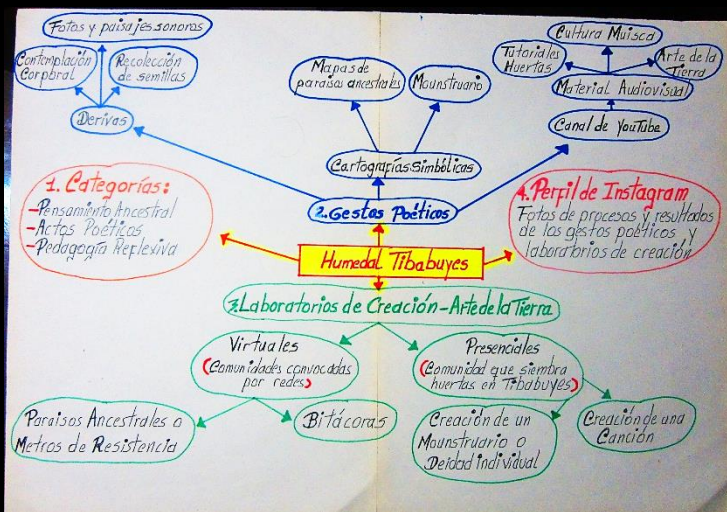 Fotos y paisajes sonoros
Contemplación
Corporal
Recolección
de semillas
Derivas
Mapas de
paraisos ancestrales
Mounstruario
Cartografías Simbólicas
Cultura Muisca
Tutoriales
Huertas
Arte de la
Tierra
Material Audiovisual
Canal de YouTube
1. Categorías:
-Pensamiento Ancestral
-Actos Poéticos
-Pedagogía Reflexiva
2. Gestos Poéticos
4. Perfil de Instagram
Fotos de procesos y resultados
de los gestos poéticos y
laboratorios de creación
Humedal Tibabuyes
3. Laboratorios de Creación - Arte de la Tierra
Virtuales
(Comunidades convocadas
por redes)
Presenciales
(Comunidad que siembra
huertas en Tibabuyes)
Paraisos Ancestrales o
Metros de Resistencia
Bitácoras
Creación de un
Mounstruario o
Deidad individual
Creación de una
Canción